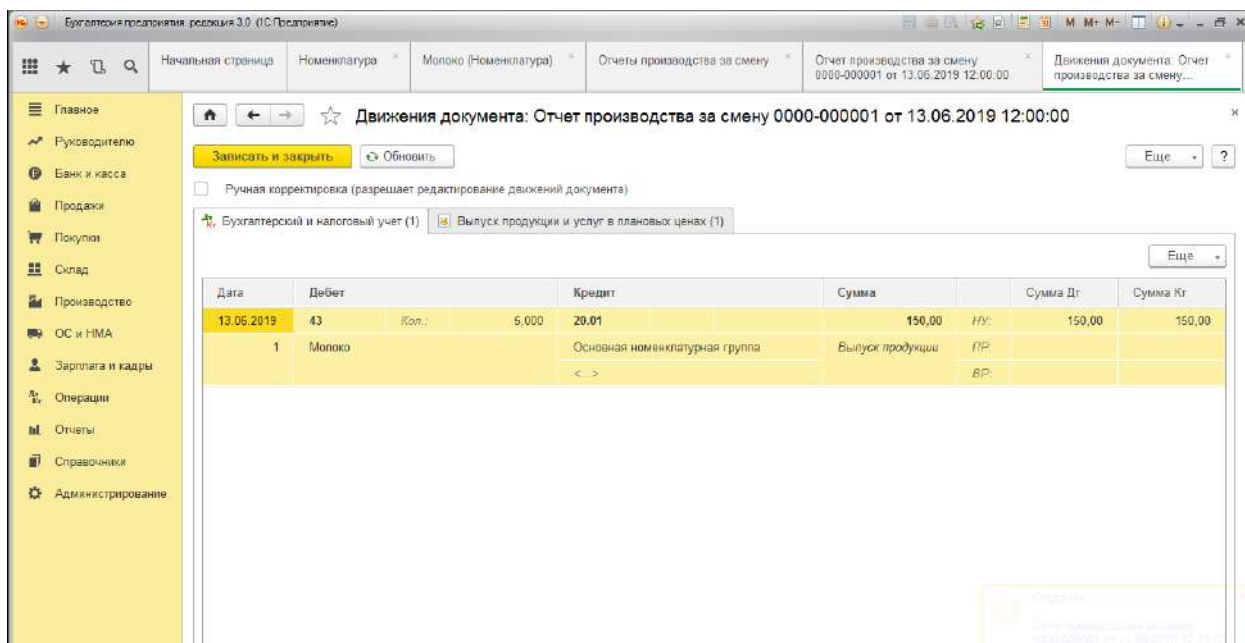 Бухгалтерия предприятия, редакция 3.0 (1С:Предприятие)
M M+ M-
Начальная страница
Номенклатура ×
Молоко (Номенклатура) ×
Отчеты производства за смену ×
Отчет производства за смену 0000-000001 от 13.06.2019 12:00:00 ×
Движения документа: Отчет производства за смену... ×
Главное
Руководителю
Банк и касса
Продажи
Покупки
Склад
Производство
ОС и НМА
Зарплата и кадры
Операции
Отчеты
Справочники
Администрирование
Движения документа: Отчет производства за смену 0000-000001 от 13.06.2019 12:00:00
Записать и закрыть
Обновить
Еще
?
Ручная корректировка (разрешает редактирование движений документа)
Бухгалтерский и налоговый учет (1)
Выпуск продукции и услуг в плановых ценах (1)
Еще
Дата Дебет Кредит Сумма Сумма Дт Сумма Кт
13.06.2019 43 Кол.: 5,000 20.01 150,00 НУ: 150,00 150,00
1 Молоко Основная номенклатурная группа Выпуск продукции ПР:
<...> ВР: